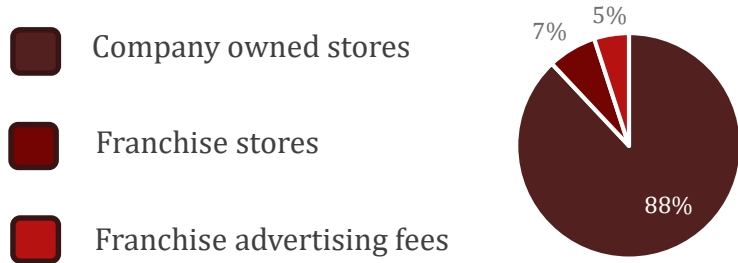 Company owned stores
Franchise stores
Franchise advertising fees
7%
5%
88%